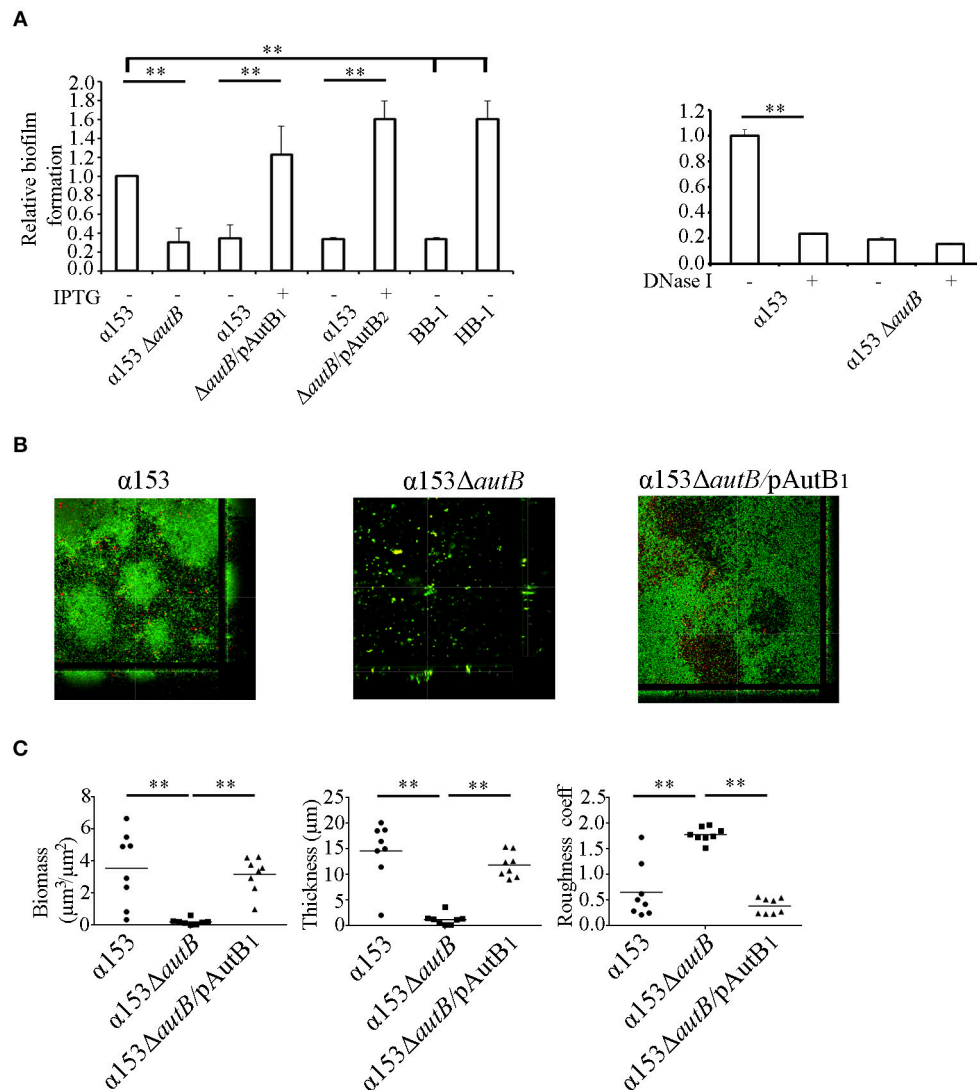 A
**
** ** **
2.0
1.8
1.6
1.4
1.2
1.0
0.8
0.6
0.4
0.2
0
Relative biofilm
formation
IPTG - - - + - + - -
α153
α153 ΔautB
α153
ΔautB/pAutB1
α153
ΔautB/pAutB2
BB-1
HB-1
**
1.2
1.0
0.8
0.6
0.4
0.2
0
DNase I - + - +
α153
α153 ΔautB
B
α153 α153ΔautB α153ΔautB/pAutB1
C
** **
8
6
4
2
0
Biomass
(µm3/µm2)
α153
α153ΔautB
α153ΔautB/pAutB1
** **
25
20
15
10
5
0
Thickness (µm)
α153
α153ΔautB
α153ΔautB/pAutB1
** **
2.5
2.0
1.5
1.0
0.5
0.0
Roughness coeff
α153
α153ΔautB
α153ΔautB/pAutB1